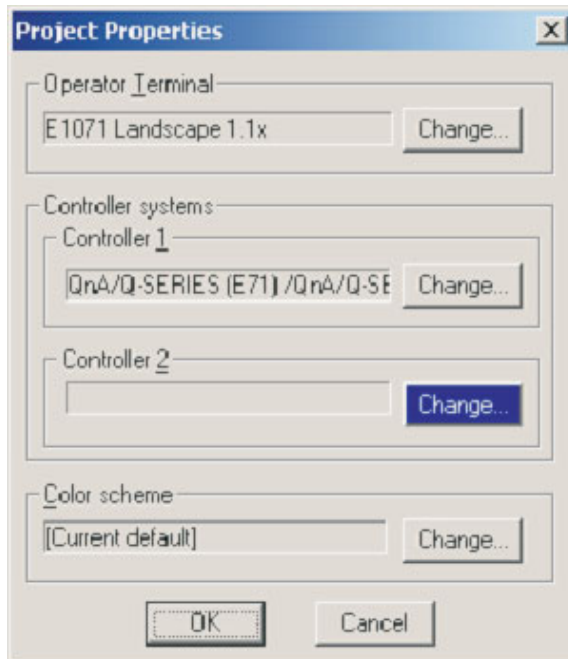 Project Properties
Operator Terminal
E1071 Landscape 1.1x
Change...
Controller systems
Controller 1
QnA/Q-SERIES (E71) /QnA/Q-SE
Change...
Controller 2
Change...
Color scheme
[Current default]
Change...
OK
Cancel